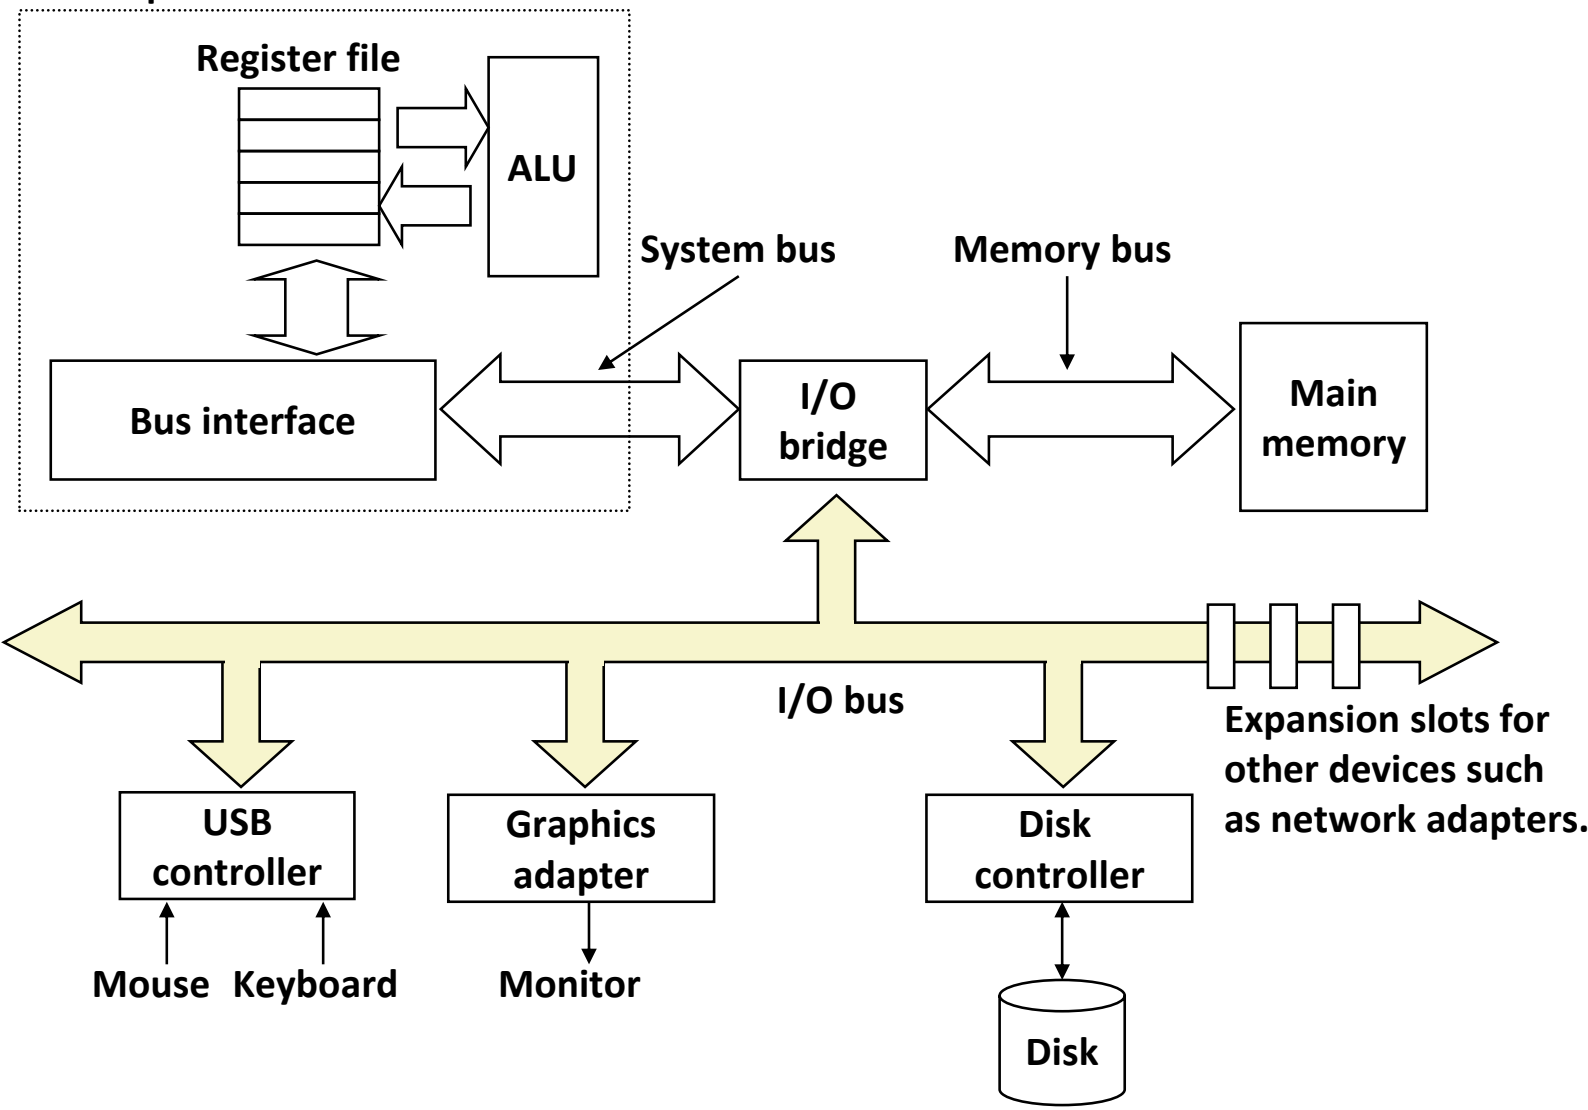 Register file
ALU
System bus
Memory bus
Bus interface
I/O
bridge
Main
memory
I/O bus
Expansion slots for
other devices such
as network adapters.
USB
controller
Graphics
adapter
Disk
controller
Mouse
Keyboard
Monitor
Disk